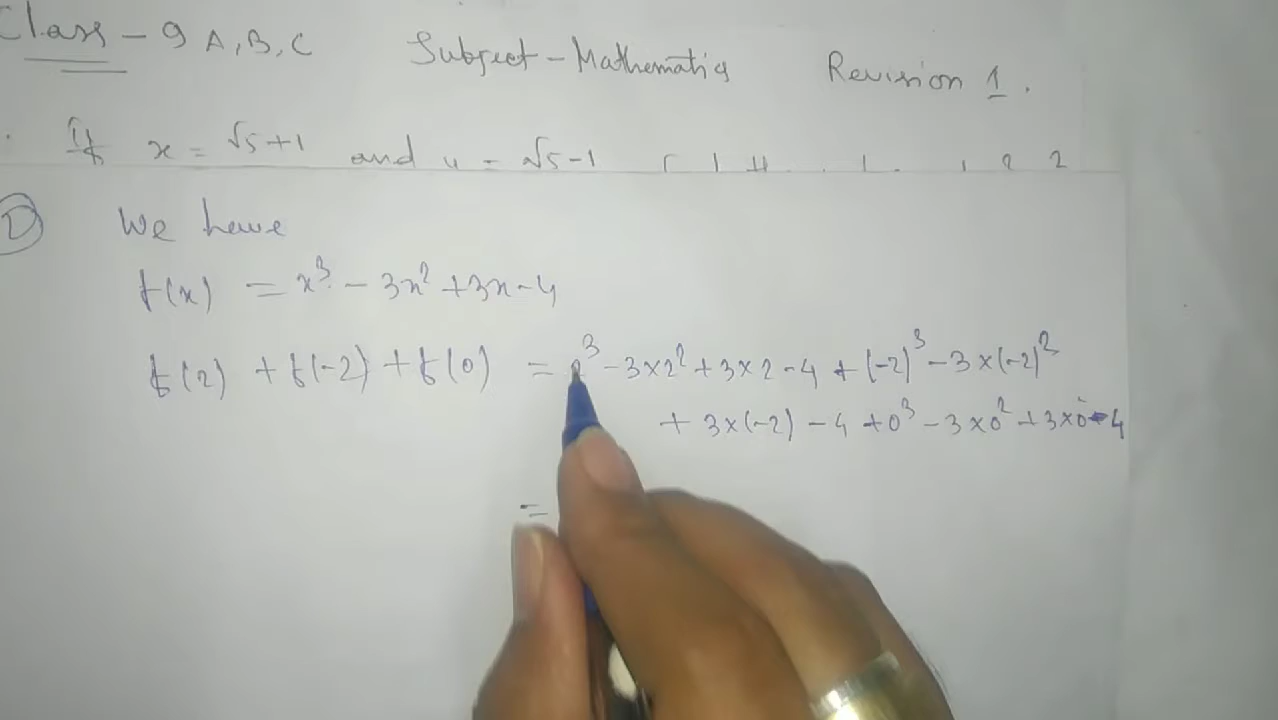 Class - 9 A, B, C Subject - Mathematics Revision 1.
If x = √5+1 and y = √5-1
D We have
f(x) = x³ - 3x² + 3x - 4
f(2) + f(-2) + f(0) = 2³ - 3×2² + 3×2 - 4 + (-2)³ - 3×(-2)²
+ 3×(-2) - 4 + 0³ - 3×0² + 3×0 - 4
=